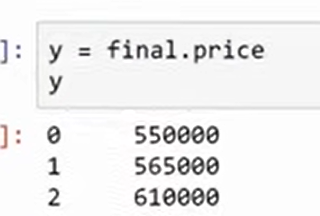 ]: y = final.price
y
]: 0 550000
1 565000
2 610000